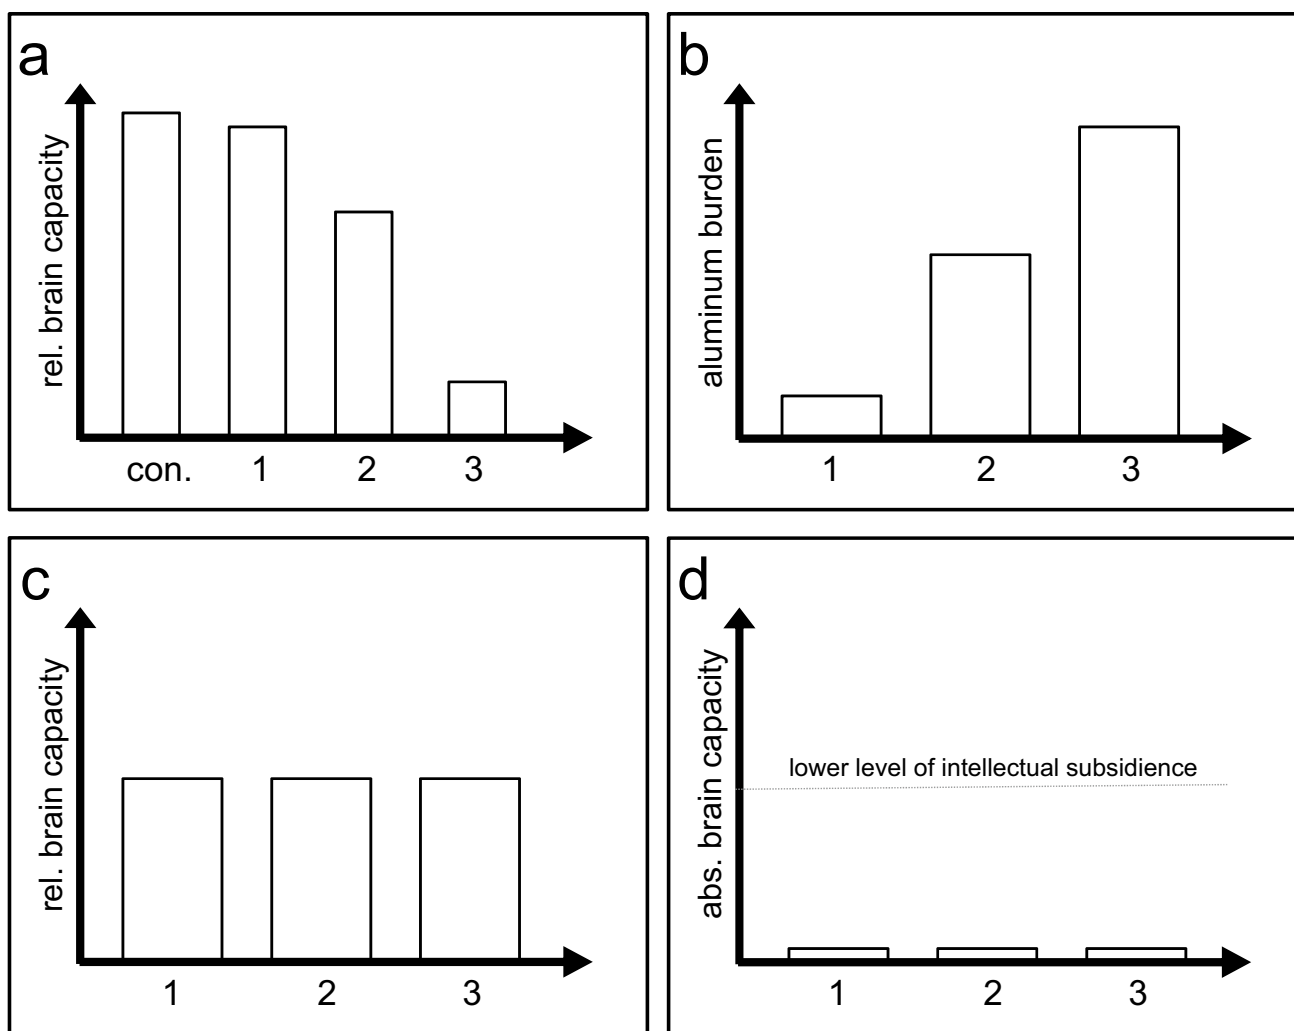 a
rel. brain capacity
con. 1 2 3
b
aluminum burden
1 2 3
c
rel. brain capacity
1 2 3
d
abs. brain capacity
lower level of intellectual subsidience
1 2 3